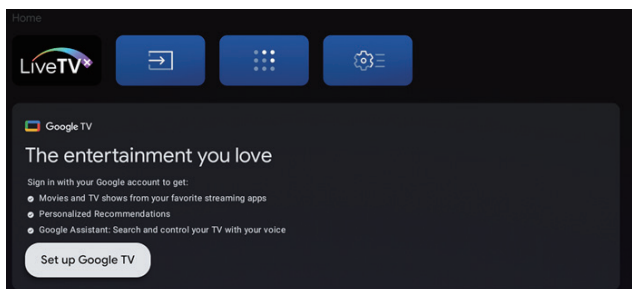 Home
LiveTVx
Google TV
The entertainment you love
Sign in with your Google account to get:
Movies and TV shows from your favorite streaming apps
Personalized Recommendations
Google Assistant: Search and control your TV with your voice
Set up Google TV